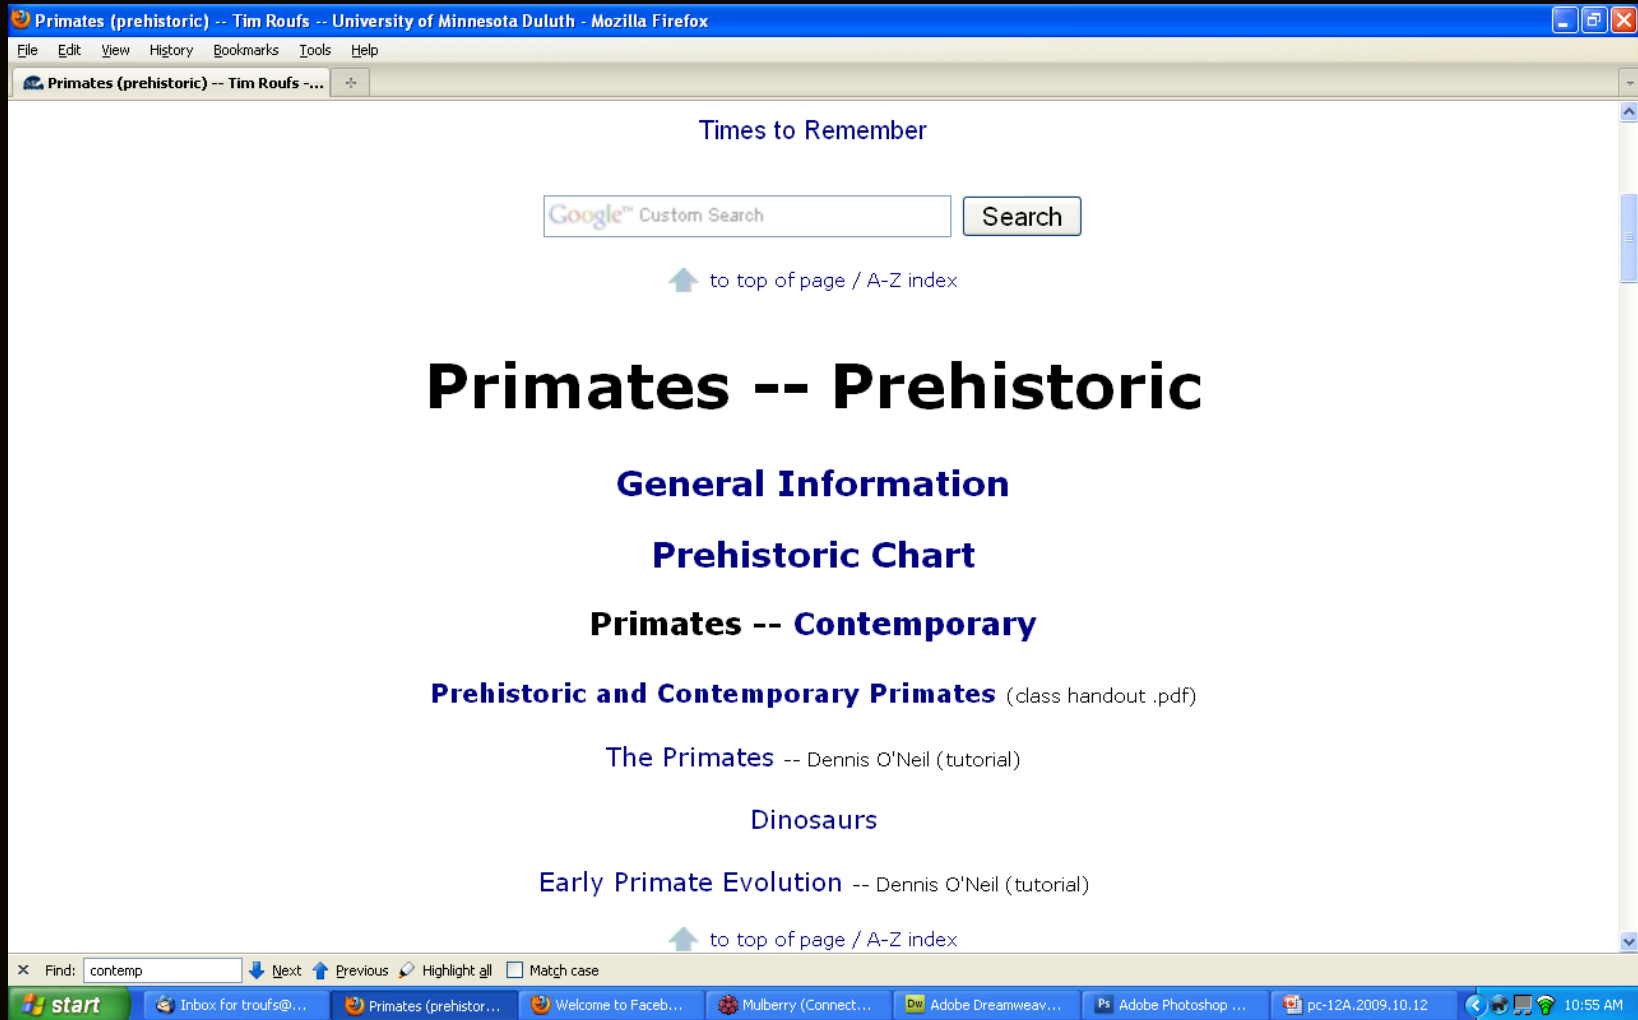 Primates (prehistoric) -- Tim Roufs -- University of Minnesota Duluth - Mozilla Firefox
File Edit View History Bookmarks Tools Help
Primates (prehistoric) -- Tim Roufs -...
Times to Remember
Google™ Custom Search Search
to top of page / A-Z index
Primates -- Prehistoric
General Information
Prehistoric Chart
Primates -- Contemporary
Prehistoric and Contemporary Primates (class handout .pdf)
The Primates -- Dennis O'Neil (tutorial)
Dinosaurs
Early Primate Evolution -- Dennis O'Neil (tutorial)
to top of page / A-Z index
Find: contemp Next Previous Highlight all Match case
start Inbox for troufs@... Primates (prehistor... Welcome to Faceb... Mulberry (Connect... Dw Adobe Dreamweav... Ps Adobe Photoshop ... pc-12A.2009.10.12 10:55 AM